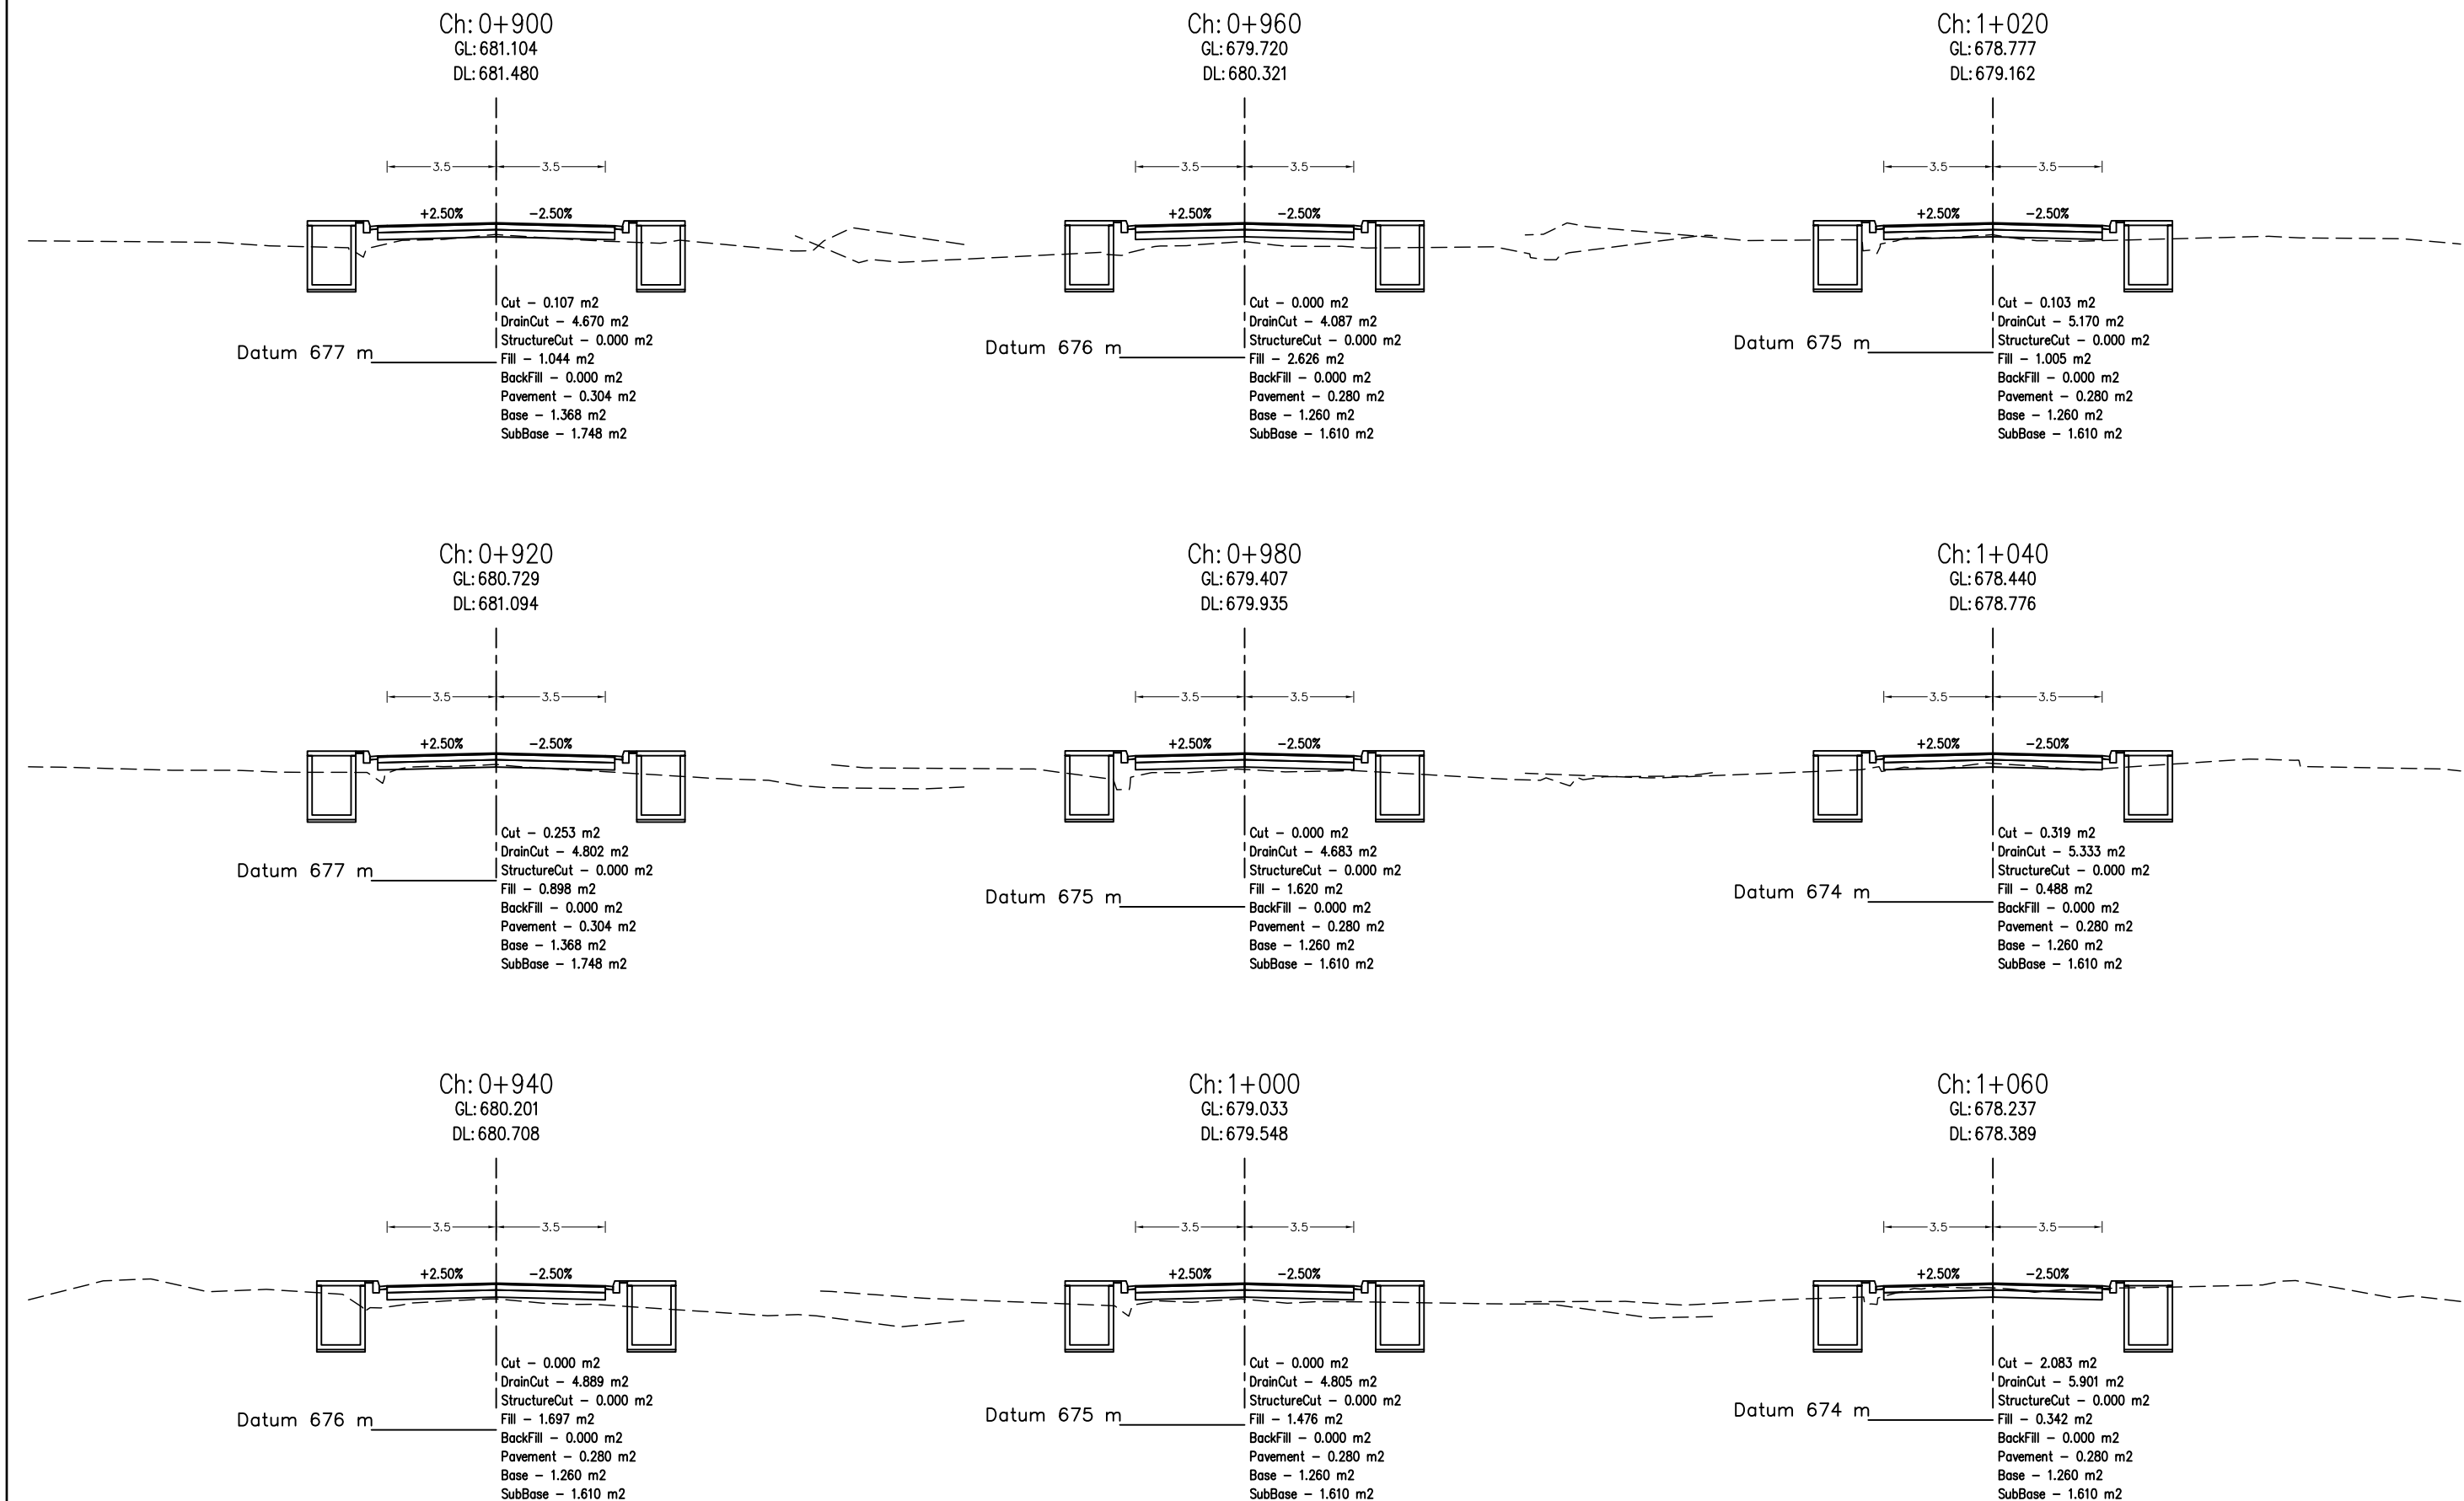 Ch: 0+900
GL: 681.104
DL: 681.480
3.5 3.5
+2.50% -2.50%
Cut - 0.107 m2
DrainCut - 4.670 m2
StructureCut - 0.000 m2
Datum 677 m
Fill - 1.044 m2
BackFill - 0.000 m2
Pavement - 0.304 m2
Base - 1.368 m2
SubBase - 1.748 m2
Ch: 0+920
GL: 680.729
DL: 681.094
3.5 3.5
+2.50% -2.50%
Cut - 0.253 m2
DrainCut - 4.802 m2
Datum 677 m
StructureCut - 0.000 m2
Fill - 0.898 m2
BackFill - 0.000 m2
Pavement - 0.304 m2
Base - 1.368 m2
SubBase - 1.748 m2
Ch: 0+940
GL: 680.201
DL: 680.708
3.5 3.5
+2.50% -2.50%
Cut - 0.000 m2
DrainCut - 4.889 m2
StructureCut - 0.000 m2
Datum 676 m
Fill - 1.697 m2
BackFill - 0.000 m2
Pavement - 0.280 m2
Base - 1.260 m2
SubBase - 1.610 m2
Ch: 0+960
GL: 679.720
DL: 680.321
3.5 3.5
+2.50% -2.50%
Cut - 0.000 m2
DrainCut - 4.087 m2
StructureCut - 0.000 m2
Datum 676 m
Fill - 2.626 m2
BackFill - 0.000 m2
Pavement - 0.280 m2
Base - 1.260 m2
SubBase - 1.610 m2
Ch: 0+980
GL: 679.407
DL: 679.935
3.5 3.5
+2.50% -2.50%
Cut - 0.000 m2
DrainCut - 4.683 m2
StructureCut - 0.000 m2
Fill - 1.620 m2
Datum 675 m
BackFill - 0.000 m2
Pavement - 0.280 m2
Base - 1.260 m2
SubBase - 1.610 m2
Ch: 1+000
GL: 679.033
DL: 679.548
3.5 3.5
+2.50% -2.50%
Cut - 0.000 m2
DrainCut - 4.805 m2
StructureCut - 0.000 m2
Datum 675 m
Fill - 1.476 m2
BackFill - 0.000 m2
Pavement - 0.280 m2
Base - 1.260 m2
SubBase - 1.610 m2
Ch: 1+020
GL: 678.777
DL: 679.162
3.5 3.5
+2.50% -2.50%
Cut - 0.103 m2
DrainCut - 5.170 m2
StructureCut - 0.000 m2
Datum 675 m
Fill - 1.005 m2
BackFill - 0.000 m2
Pavement - 0.280 m2
Base - 1.260 m2
SubBase - 1.610 m2
Ch: 1+040
GL: 678.440
DL: 678.776
3.5 3.5
+2.50% -2.50%
Cut - 0.319 m2
DrainCut - 5.333 m2
StructureCut - 0.000 m2
Datum 674 m
Fill - 0.488 m2
BackFill - 0.000 m2
Pavement - 0.280 m2
Base - 1.260 m2
SubBase - 1.610 m2
Ch: 1+060
GL: 678.237
DL: 678.389
3.5 3.5
+2.50% -2.50%
Cut - 2.083 m2
DrainCut - 5.901 m2
StructureCut - 0.000 m2
Datum 674 m
Fill - 0.342 m2
BackFill - 0.000 m2
Pavement - 0.280 m2
Base - 1.260 m2
SubBase - 1.610 m2